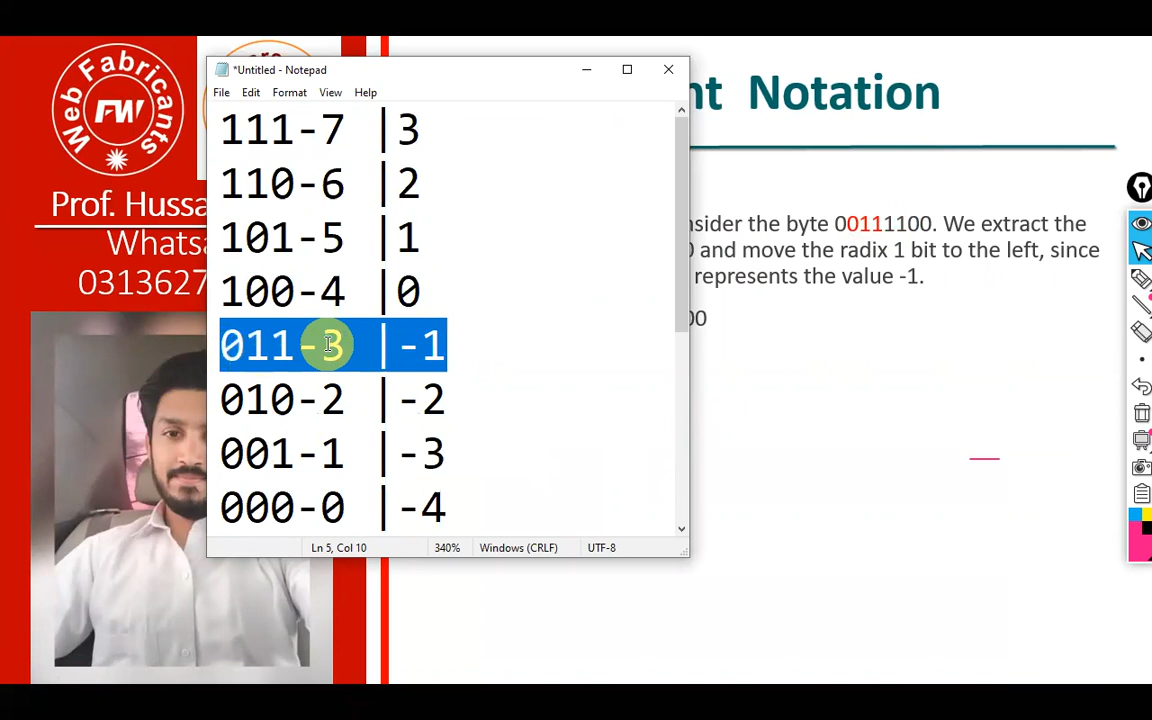 Web Fabricants
FW
Prof. Hussa
Whatsa
0313627
*Untitled - Notepad
File Edit Format View Help
111-7 |3
110-6 |2
101-5 |1
100-4 |0
011-3 |-1
010-2 |-2
001-1 |-3
000-0 |-4
Ln 5, Col 10 340% Windows (CRLF) UTF-8
nt Notation
nsider the byte 00111100. We extract the
0 and move the radix 1 bit to the left, since
represents the value -1.
00